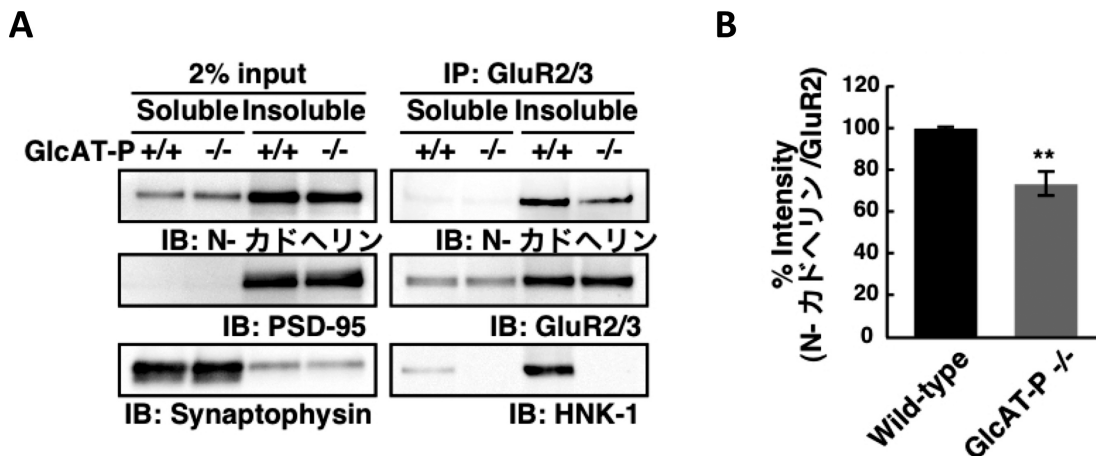 A
2% input
IP: GluR2/3
Soluble Insoluble
Soluble Insoluble
GlcAT-P +/+ -/- +/+ -/-
+/+ -/- +/+ -/-
IB: N- カドヘリン
IB: N- カドヘリン
IB: PSD-95
IB: GluR2/3
IB: Synaptophysin
IB: HNK-1
B
% Intensity
(N- カドヘリン /GluR2)
120
100
80
60
40
20
0
**
Wild-type
GlcAT-P -/-